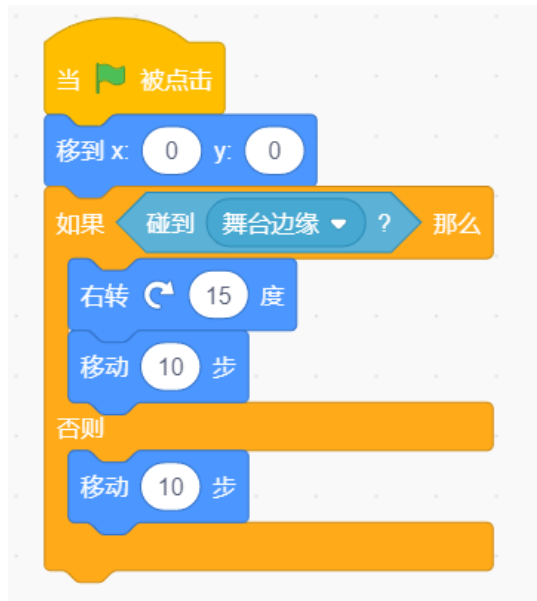 当 被点击
移到 x: 0 y: 0
如果 碰到 舞台边缘 ? 那么
右转 15 度
移动 10 步
否则
移动 10 步